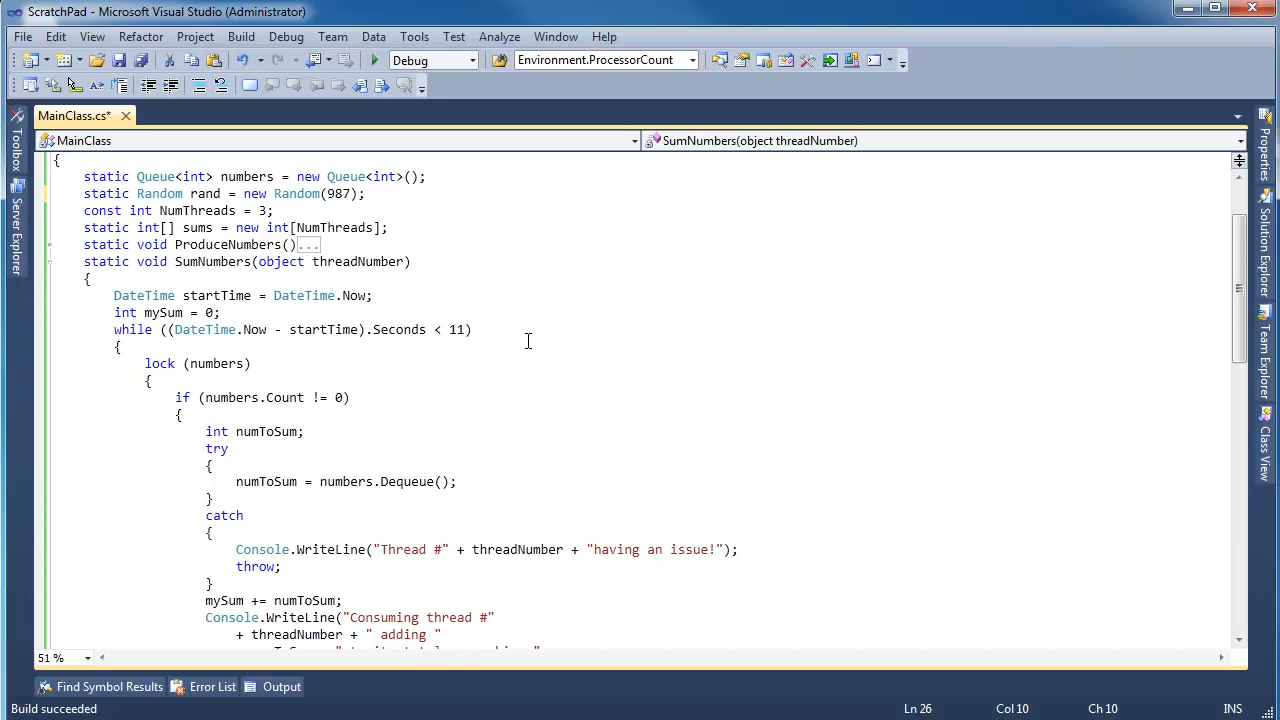 ScratchPad - Microsoft Visual Studio (Administrator)
File Edit View Refactor Project Build Debug Team Data Tools Test Analyze Window Help
Debug Environment.ProcessorCount
MainClass.cs*
MainClass SumNumbers(object threadNumber)
Toolbox
Server Explorer
{
static Queue<int> numbers = new Queue<int>();
static Random rand = new Random(987);
const int NumThreads = 3;
static int[] sums = new int[NumThreads];
static void ProduceNumbers()...
static void SumNumbers(object threadNumber)
{
DateTime startTime = DateTime.Now;
int mySum = 0;
while ((DateTime.Now - startTime).Seconds < 11)
{
lock (numbers)
{
if (numbers.Count != 0)
{
int numToSum;
try
{
numToSum = numbers.Dequeue();
}
catch
{
Console.WriteLine("Thread #" + threadNumber + "having an issue!");
throw;
}
mySum += numToSum;
Console.WriteLine("Consuming thread #"
+ threadNumber + " adding "
Properties
Solution Explorer
Team Explorer
Class View
51 %
Find Symbol Results Error List Output
Build succeeded Ln 26 Col 10 Ch 10 INS